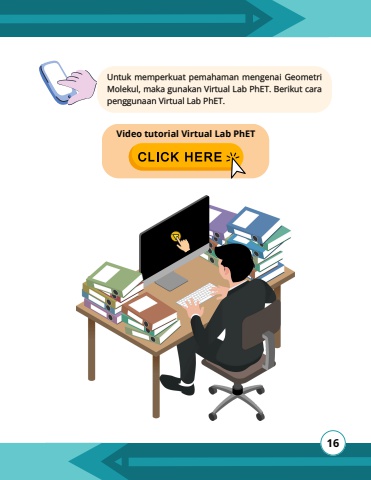 Untuk memperkuat pemahaman mengenai Geometri
Molekul, maka gunakan Virtual Lab PhET. Berikut cara
penggunaan Virtual Lab PhET.
Video tutorial Virtual Lab PhET
CLICK HERE
16